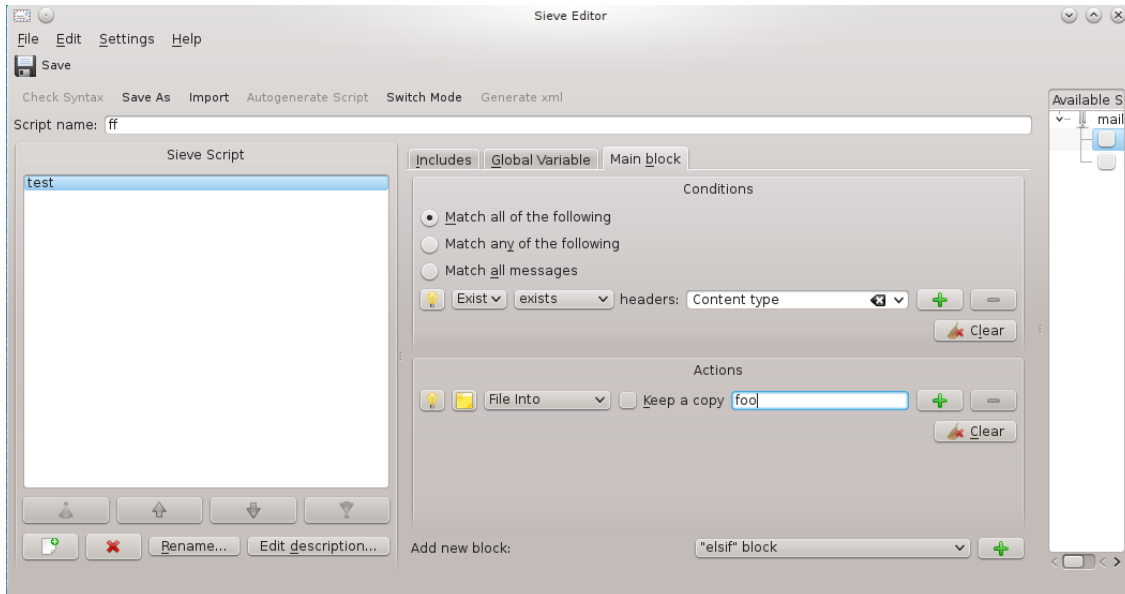 Sieve Editor
File Edit Settings Help
Save
Check Syntax Save As Import Autogenerate Script Switch Mode Generate xml
Script name: ff
Sieve Script
test
Rename... Edit description...
Includes Global Variable Main block
Conditions
Match all of the following
Match any of the following
Match all messages
Exist exists headers: Content type
Clear
Actions
File Into Keep a copy foo
Clear
Add new block: "elsif" block
Available S
mail